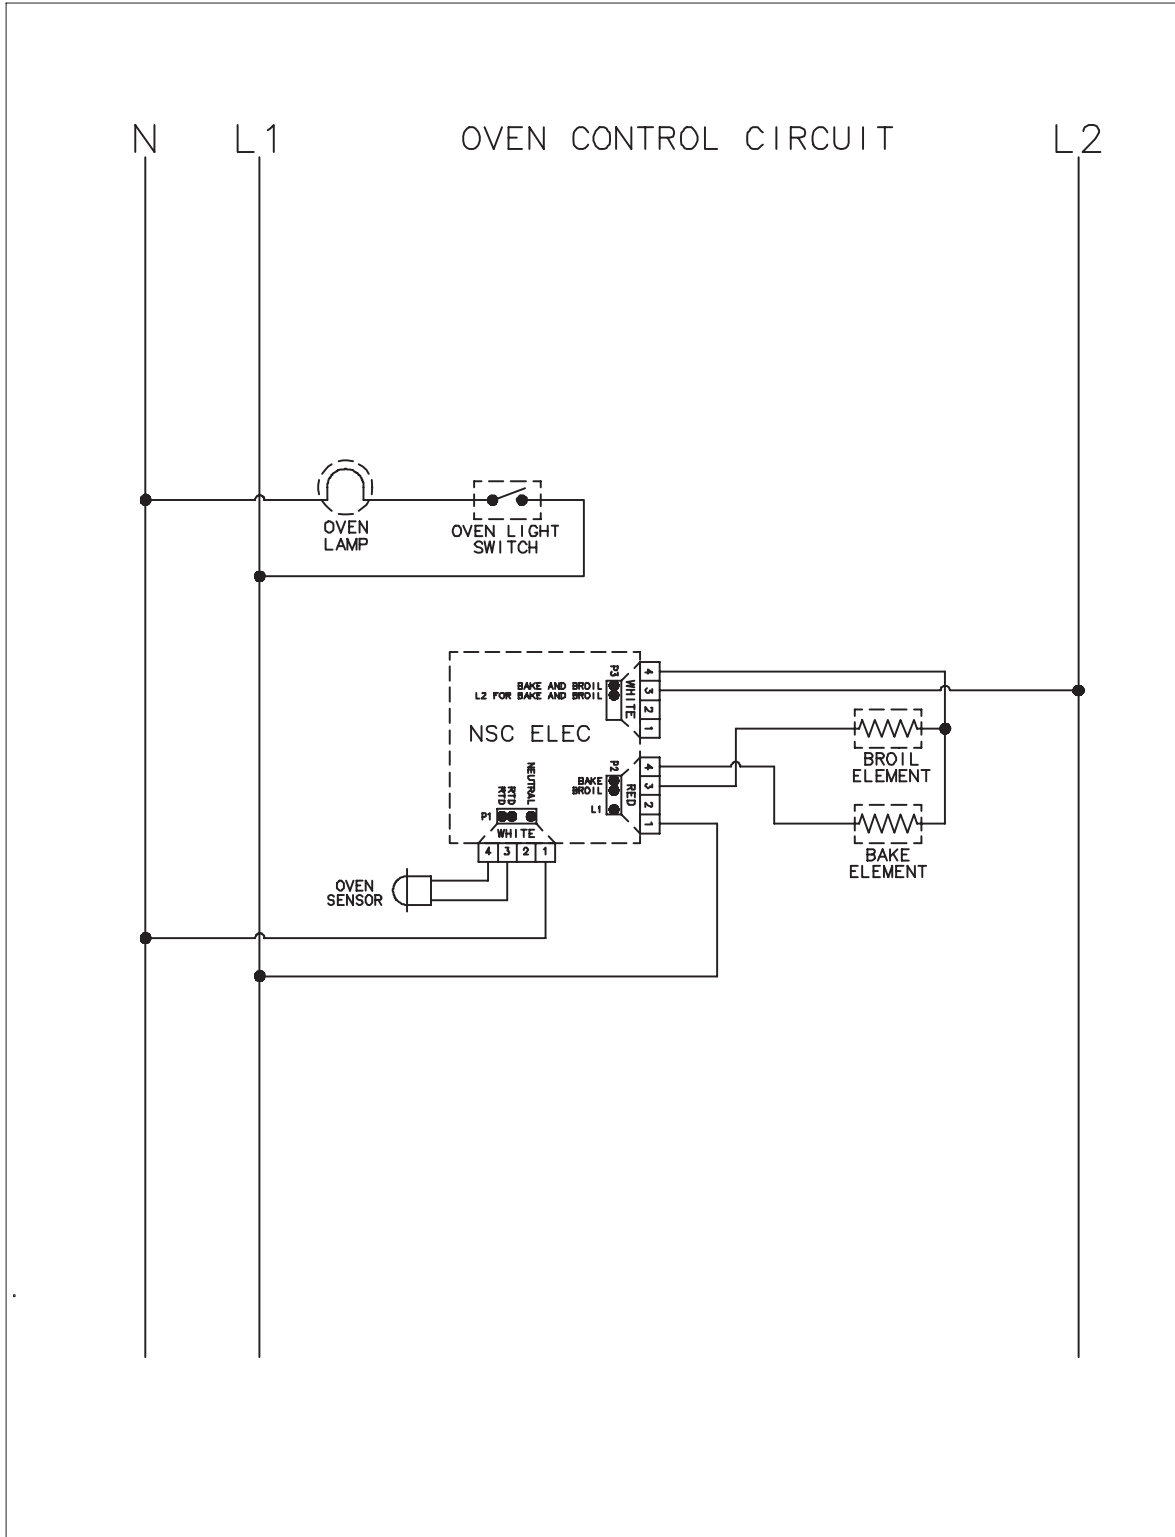 N L1 OVEN CONTROL CIRCUIT L2
OVEN
LAMP
OVEN LIGHT
SWITCH
P3
BAKE AND BROIL
L2 FOR BAKE AND BROIL
WHITE
4
3
2
1
NSC ELEC
BROIL
ELEMENT
P2
BAKE
BROIL
L1
RED
4
3
2
1
NEUTRAL
RTD
RTD
P1
WHITE
4 3 2 1
BAKE
ELEMENT
OVEN
SENSOR